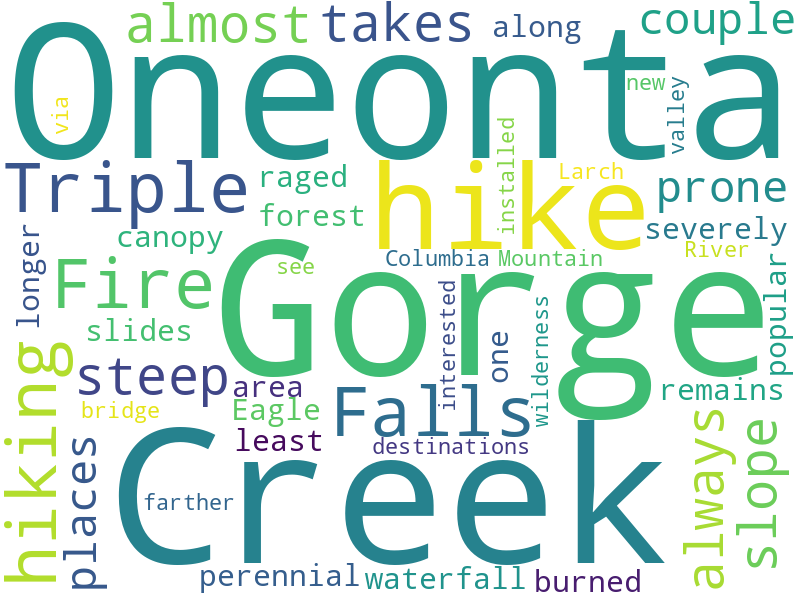 almost takes along couple
Oneonta
via
new
valley
Triple
raged
hike
installed
Larch
prone
forest
canopy
severely
longer
Fire
see
Gorge
Columbia
Mountain
River
popular
slides
interested
wilderness
one
steep
area
remains
hiking
bridge
Eagle
Falls
always
slope
least
destinations
places
Creek
farther
perennial
waterfall
burned